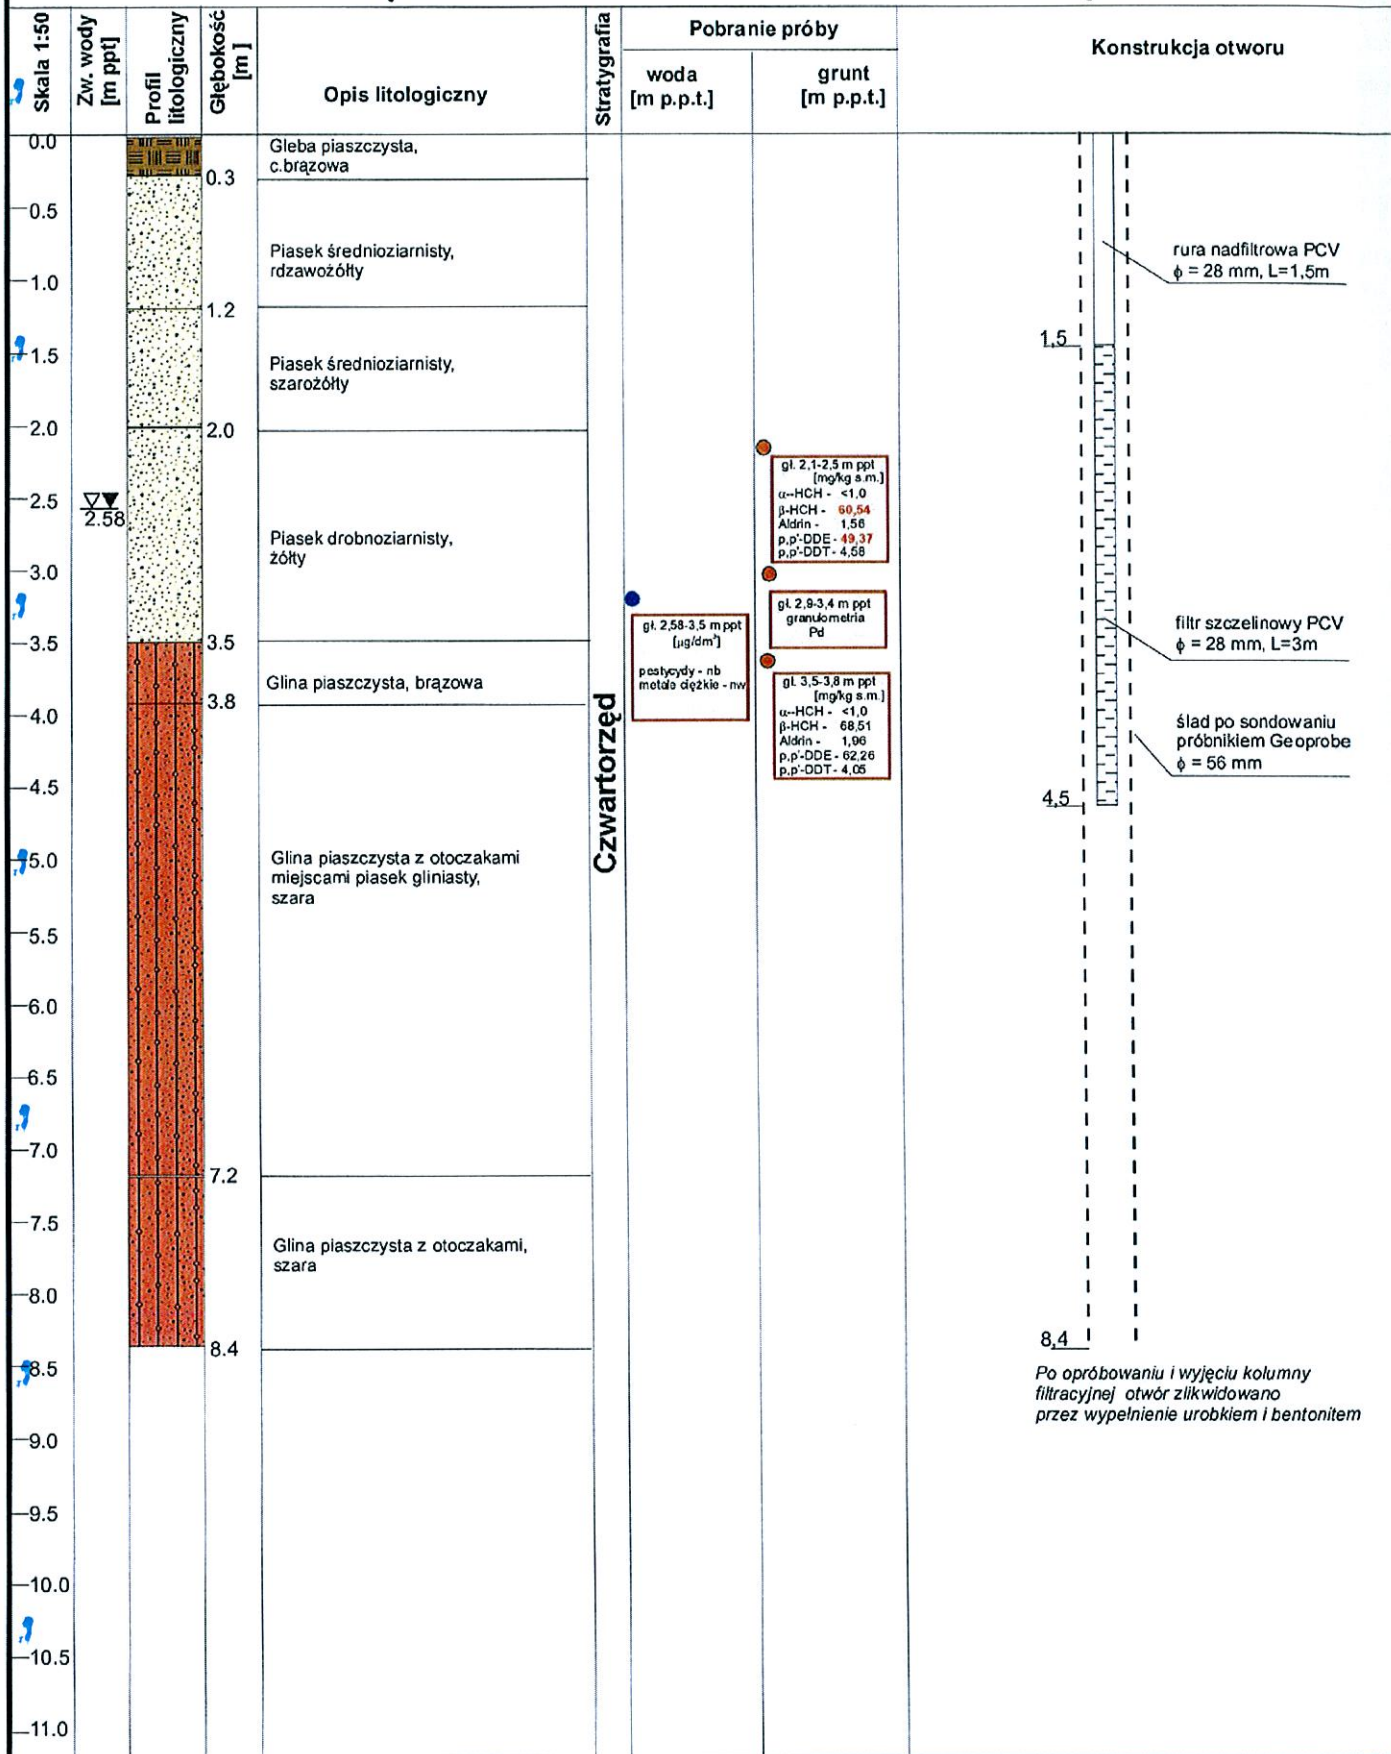 Skala 1:50
Zw. wody
[m ppt]
Profil
litologiczny
Głębokość
[m ]
Opis litologiczny
Stratygrafia
Pobranie próby
woda
[m p.p.t.]
grunt
[m p.p.t.]
Konstrukcja otworu
0.0
0.5
1.0
1.5
2.0
2.5
3.0
3.5
4.0
4.5
5.0
5.5
6.0
6.5
7.0
7.5
8.0
8.5
9.0
9.5
10.0
10.5
11.0
2.58
0.3
1.2
2.0
3.5
3.8
7.2
8.4
Gleba piaszczysta,
c.brązowa
Piasek średnioziarnisty,
rdzawożółty
Piasek średnioziarnisty,
szarożółty
Piasek drobnoziarnisty,
żółty
Glina piaszczysta, brązowa
Glina piaszczysta z otoczakami
miejscami piasek gliniasty,
szara
Glina piaszczysta z otoczakami,
szara
Czwartorzęd
gł. 2,58-3,5 m ppt
[µg/dm³]
pestycydy - nb
metale ciężkie - nw
gł. 2,1-2,5 m ppt
[mg/kg s.m.]
α--HCH - <1,0
β-HCH - 60,54
Aldrin - 1,56
p,p'-DDE - 49,37
p,p'-DDT - 4,58
gł. 2,9-3,4 m ppt
granulometria
Pd
gł. 3,5-3,8 m ppt
[mg/kg s.m.]
α--HCH - <1,0
β-HCH - 68,51
Aldrin - 1,96
p,p'-DDE - 62,26
p,p'-DDT - 4,05
rura nadfiltrowa PCV
ϕ = 28 mm, L=1,5m
1,5
filtr szczelinowy PCV
ϕ = 28 mm, L=3m
ślad po sondowaniu
próbnikiem Geoprobe
ϕ = 56 mm
4,5
8,4
Po opróbowaniu i wyjęciu kolumny
filtracyjnej otwór zlikwidowano
przez wypełnienie urobkiem i bentonitem